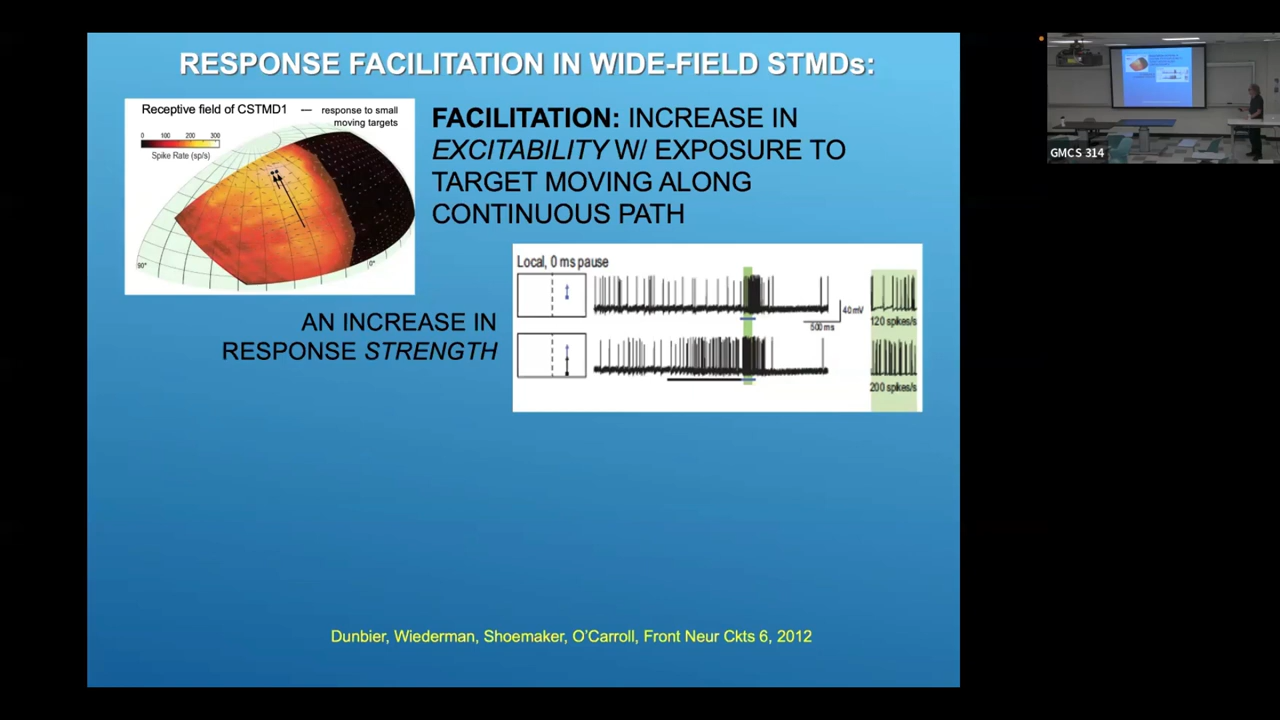 RESPONSE FACILITATION IN WIDE-FIELD STMDs:
Receptive field of CSTMD1
response to small
moving targets
0 100 200 300
Spike Rate (sp/s)
90°
0°
FACILITATION: INCREASE IN
EXCITABILITY W/ EXPOSURE TO
TARGET MOVING ALONG
CONTINUOUS PATH
AN INCREASE IN
RESPONSE STRENGTH
Local, 0 ms pause
40 mV
500 ms
120 spikes/s
200 spikes/s
Dunbier, Wiederman, Shoemaker, O'Carroll, Front Neur Ckts 6, 2012
GMCS 314